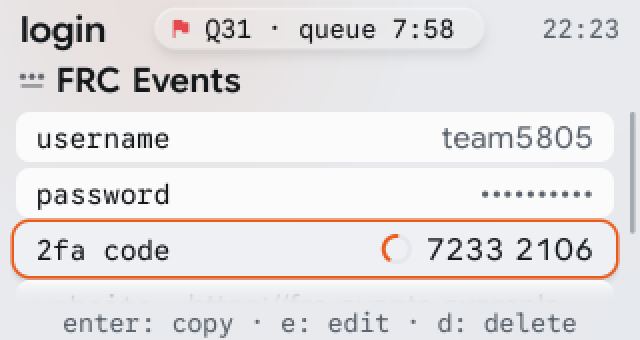 login
Q31 · queue 7:58
22:23
FRC Events
username team5805
password ••••••••••
2fa code 7233 2106
enter: copy · e: edit · d: delete